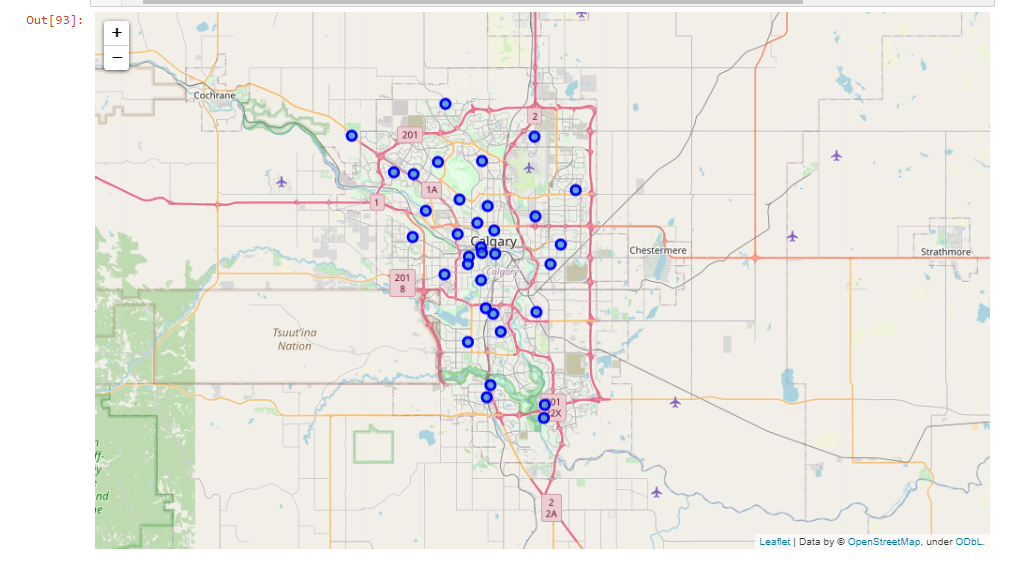 Out[93]:
+
−
Cochrane
2
201
1A
1
Calgary
Chestermere
Strathmore
Calgary
201
8
Tsuut'ina
Nation
2X
2
2A
Leaflet | Data by © OpenStreetMap, under ODbL.